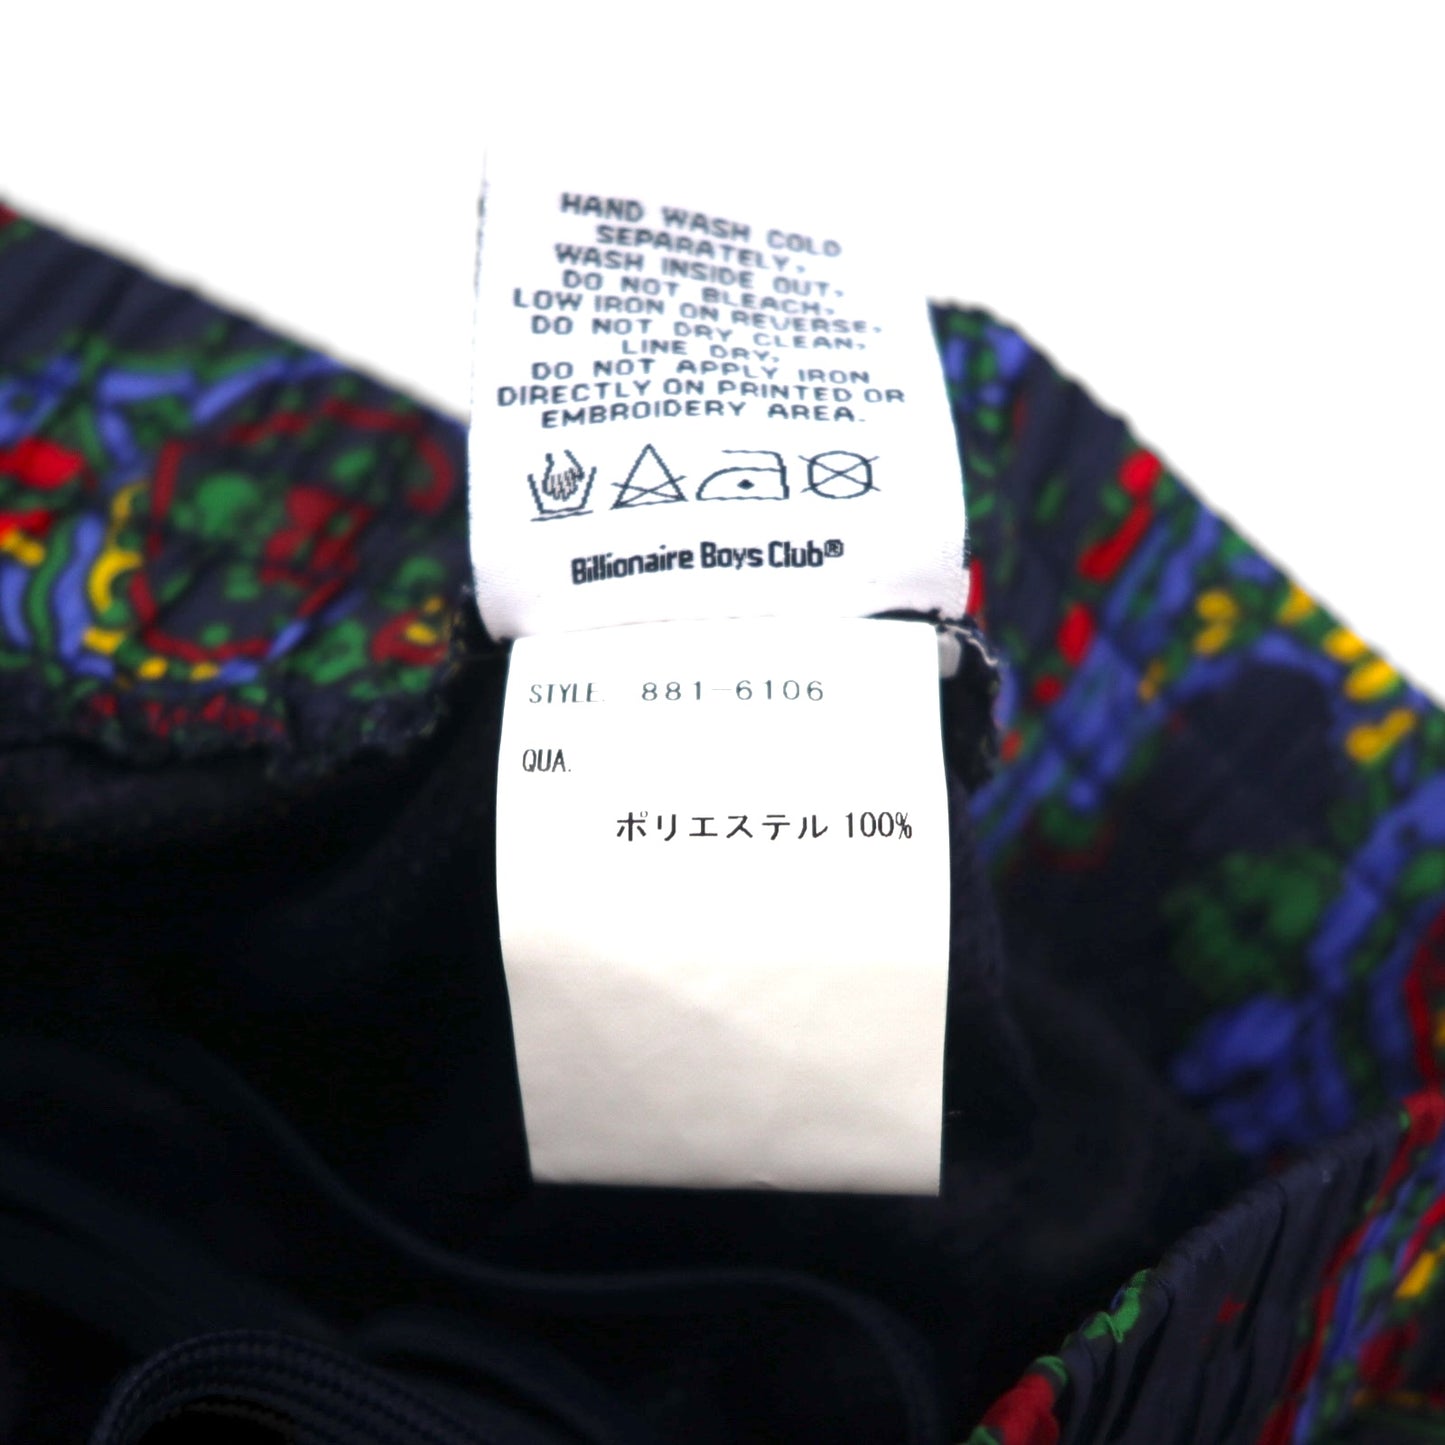 HAND WASH COLD
SEPARATELY,
WASH INSIDE OUT,
DO NOT BLEACH,
LOW IRON ON REVERSE,
DO NOT DRY CLEAN,
LINE DRY,
DO NOT APPLY IRON
DIRECTLY ON PRINTED OR
EMBROIDERY AREA.
Billionaire Boys Club®
STYLE. 881-6106
QUA.
ポリエステル 100%